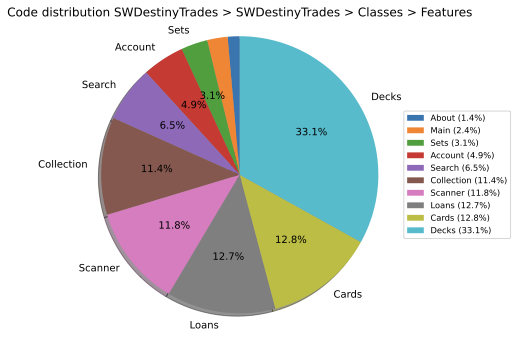 Code distribution SWDestinyTrades > SWDestinyTrades > Classes > Features
Sets
Account
Search
Collection
Scanner
Loans
Cards
Decks
3.1%
4.9%
6.5%
11.4%
11.8%
12.7%
12.8%
33.1%
About (1.4%)
Main (2.4%)
Sets (3.1%)
Account (4.9%)
Search (6.5%)
Collection (11.4%)
Scanner (11.8%)
Loans (12.7%)
Cards (12.8%)
Decks (33.1%)